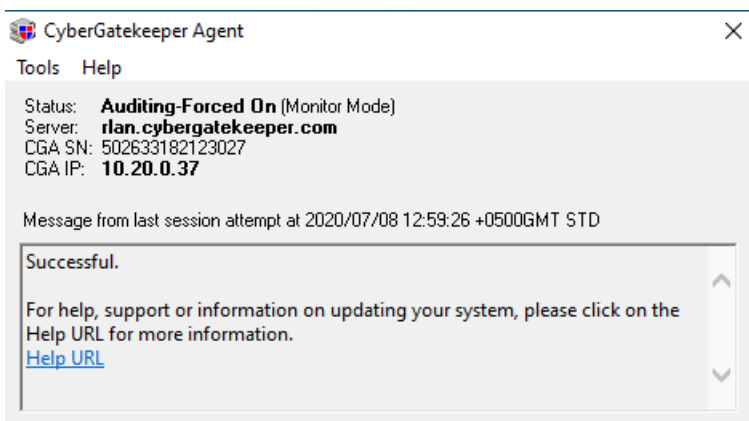 CyberGatekeeper Agent
Tools Help
Status: Auditing-Forced On (Monitor Mode)
Server: rlan.cybergatekeeper.com
CGA SN: 502633182123027
CGA IP: 10.20.0.37
Message from last session attempt at 2020/07/08 12:59:26 +0500GMT STD
Successful.
For help, support or information on updating your system, please click on the
Help URL for more information.
Help URL